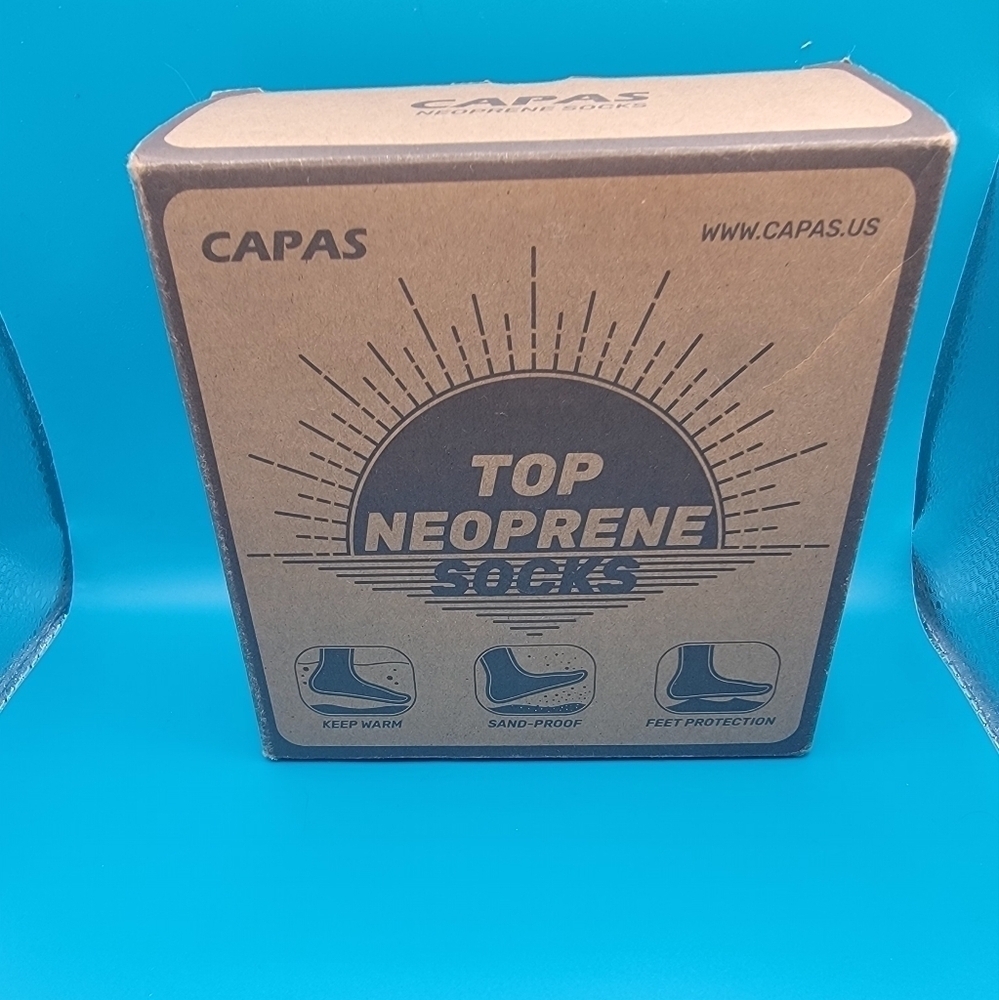 CAPAS
NEOPRENE SOCKS
CAPAS
WWW.CAPAS.US
TOP
NEOPRENE
SOCKS
KEEP WARM
SAND-PROOF
FEET PROTECTION